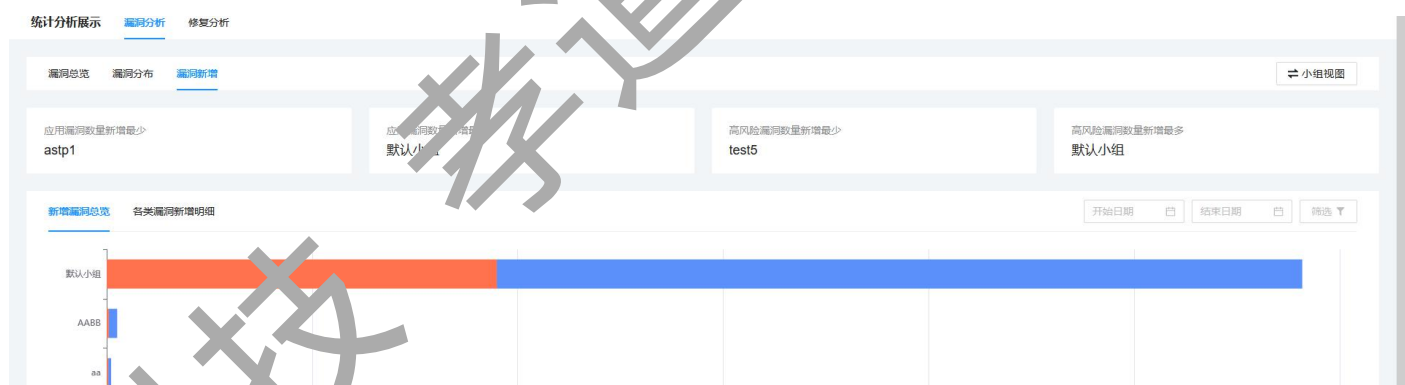 统计分析展示 漏洞分析 修复分析
漏洞总览 漏洞分布 漏洞新增 小组视图
应用漏洞数量新增最少
astp1
默认小
高风险漏洞数量新增最少
test5
高风险漏洞数量新增最多
默认小组
新增漏洞总览 各类漏洞新增明细 开始日期 结束日期 筛选
默认小组
AABB
aa